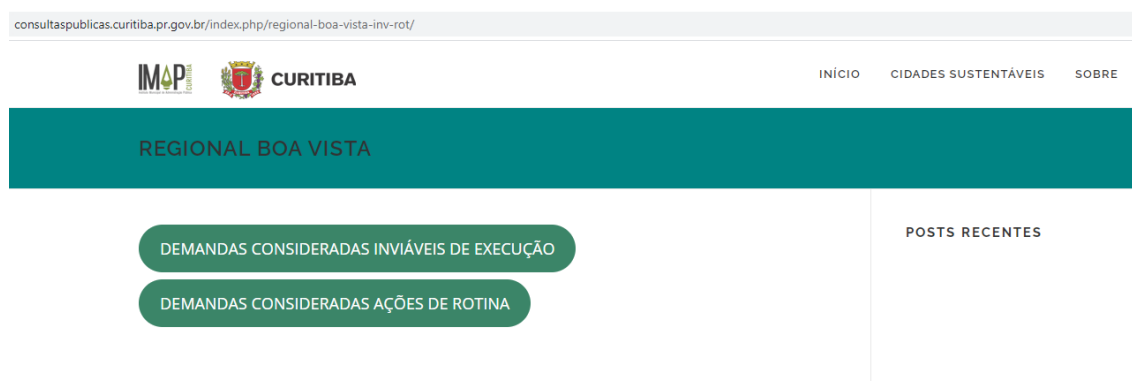 consultaspublicas.curitiba.pr.gov.br/index.php/regional-boa-vista-inv-rot/
IMAP CURITIBA
CURITIBA
INÍCIO CIDADES SUSTENTÁVEIS SOBRE
REGIONAL BOA VISTA
DEMANDAS CONSIDERADAS INVIÁVEIS DE EXECUÇÃO
POSTS RECENTES
DEMANDAS CONSIDERADAS AÇÕES DE ROTINA